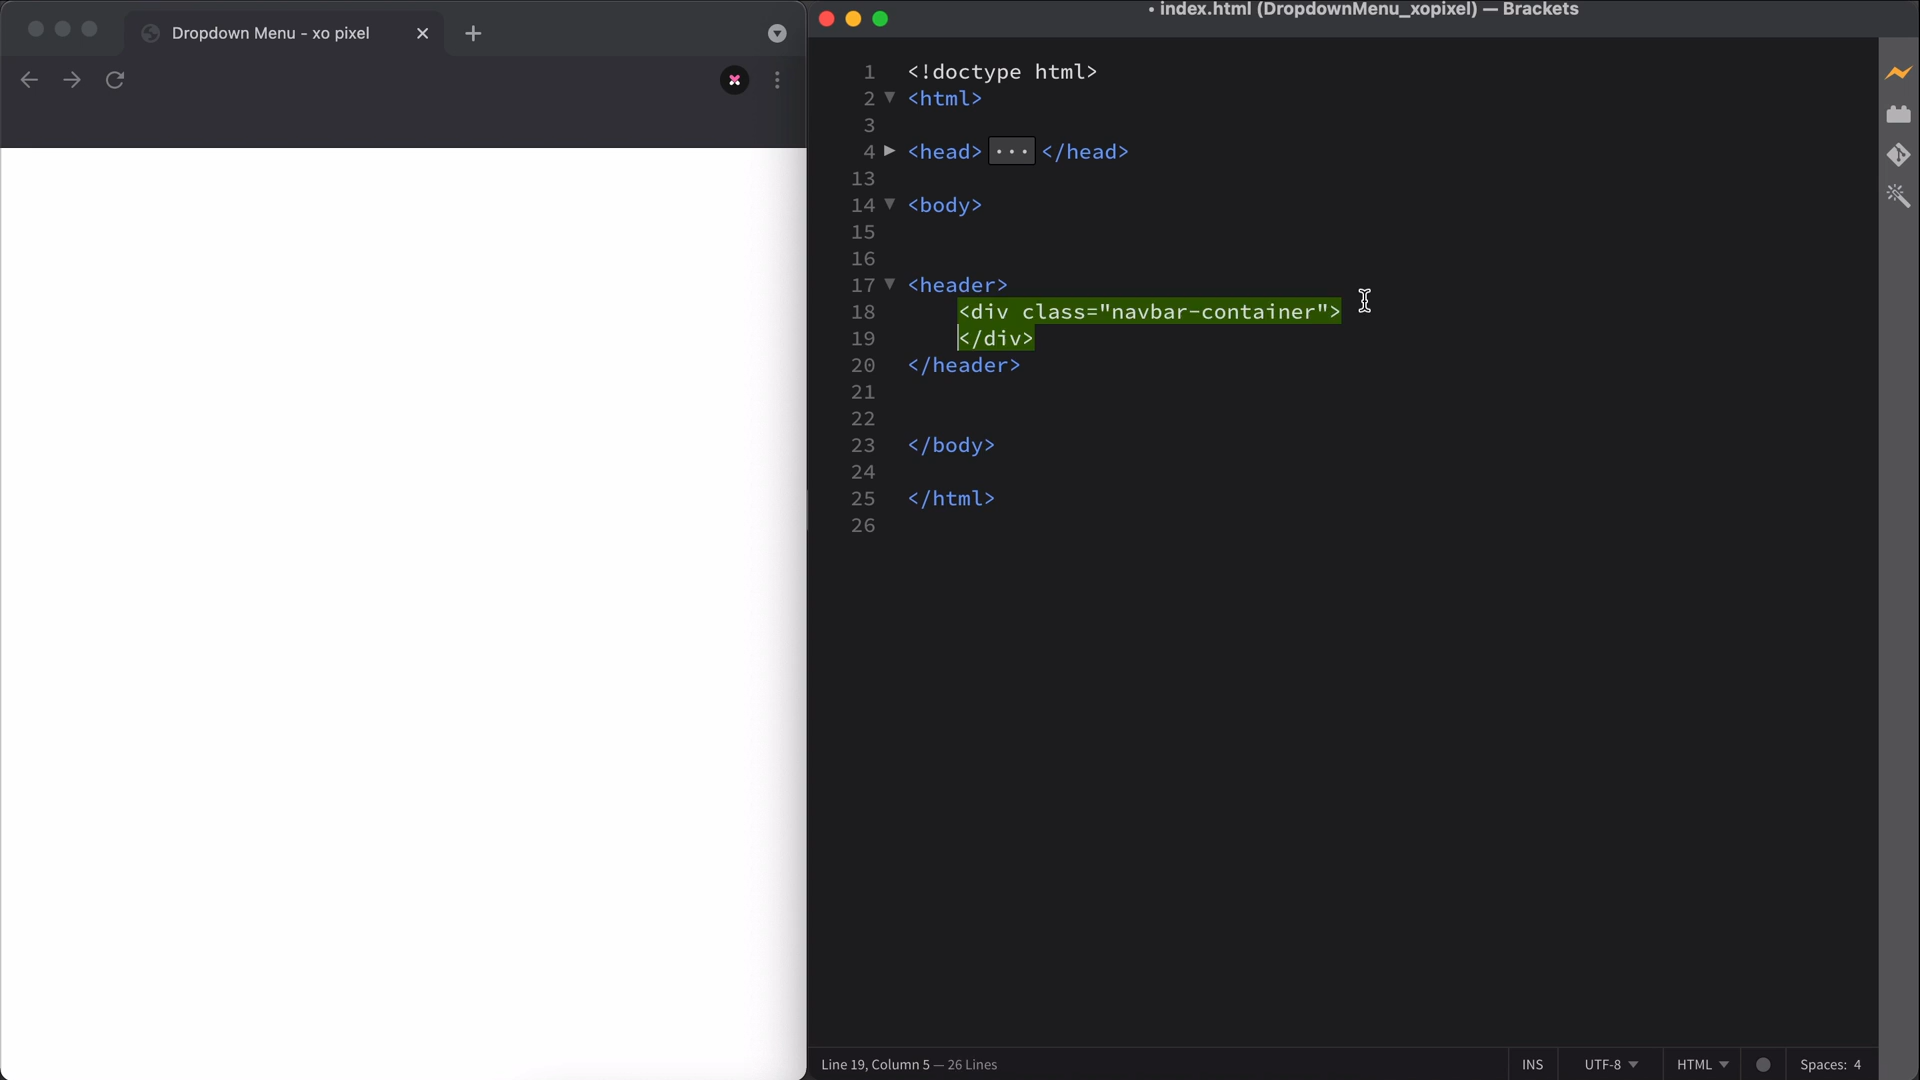 Dropdown Menu - xo pixel
• index.html (DropdownMenu_xopixel) — Brackets
1 <!doctype html>
2 <html>
3
4 <head> ··· </head>
13
14 <body>
15
16
17 <header>
18 <div class="navbar-container">
19 </div>
20 </header>
21
22
23 </body>
24
25 </html>
26
Line 19, Column 5 — 26 Lines
INS
UTF-8
HTML
Spaces: 4